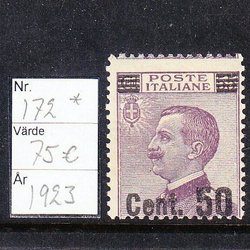 Nr.
172 *
Värde
75 €
År
1923
POSTE
ITALIANE
Cent. 50